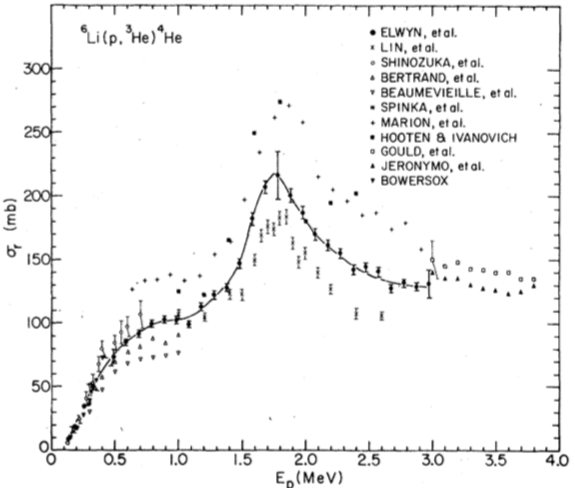 ⁶Li(p,³He)⁴He
ELWYN, et al.
LIN, et al.
SHINOZUKA, et al.
BERTRAND, et al.
BEAUMEVIEILLE, et al.
SPINKA, et al.
MARION, et al.
HOOTEN & IVANOVICH
GOULD, et al.
JERONYMO, et al.
BOWERSOX
300
250
200
150
100
50
0
σr (mb)
0 0.5 1.0 1.5 2.0 2.5 3.0 3.5 4.0
Ep(MeV)